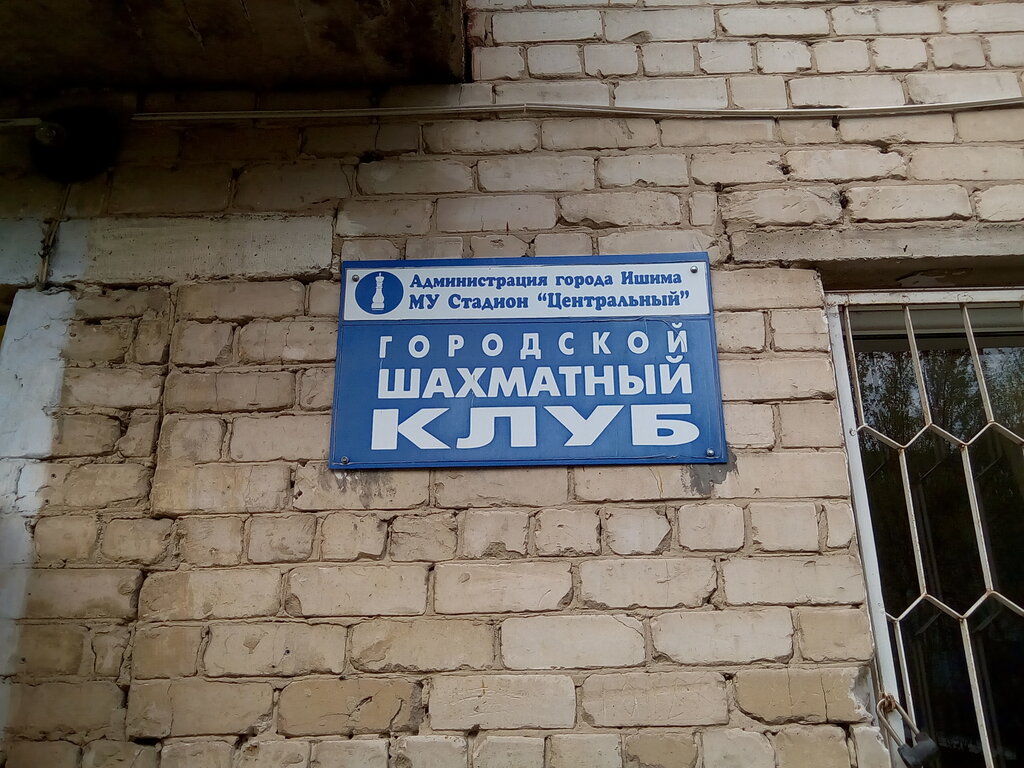 Администрация города Ишима
МУ Стадион "Центральный"
ГОРОДСКОЙ
ШАХМАТНЫЙ
КЛУБ